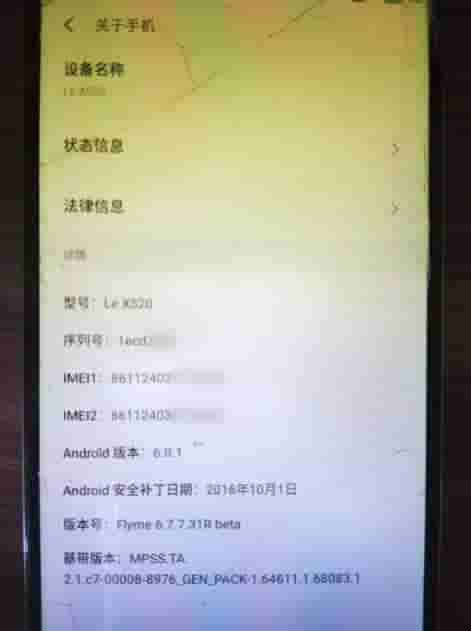 关于手机
设备名称
Le X520
状态信息
法律信息
详情
型号：Le X520
序列号：1ecd
IMEI1：86112403
IMEI2：86112403
Android 版本：6.0.1
Android 安全补丁日期：2016年10月1日
版本号：Flyme 6.7.7.31R beta
基带版本：MPSS.TA.
2.1.c7-00008-8976_GEN_PACK-1.64611.1.68083.1